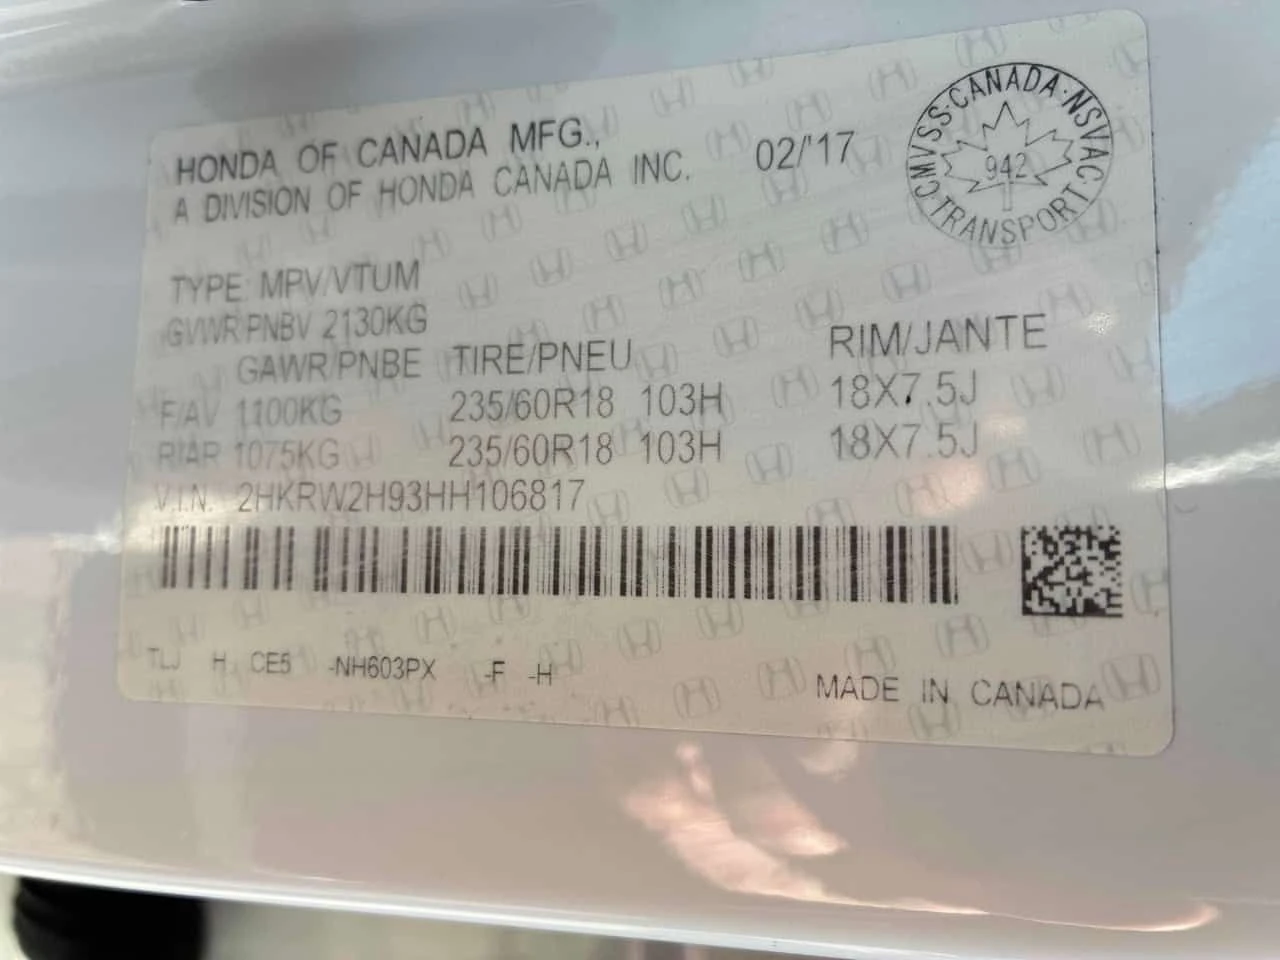 HONDA OF CANADA MFG.,
A DIVISION OF HONDA CANADA INC.
02/'17
CMVSS·CANADA·NSVAC·TRANSPORT·
942
TYPE: MPV/VTUM
GVWR/PNBV 2130KG
GAWR/PNBE TIRE/PNEU RIM/JANTE
F/AV 1100KG 235/60R18 103H 18X7.5J
R/AR 1075KG 235/60R18 103H 18X7.5J
V.I.N. 2HKRW2H93HH106817
TLJ H CE5 -NH603PX -F -H
MADE IN CANADA